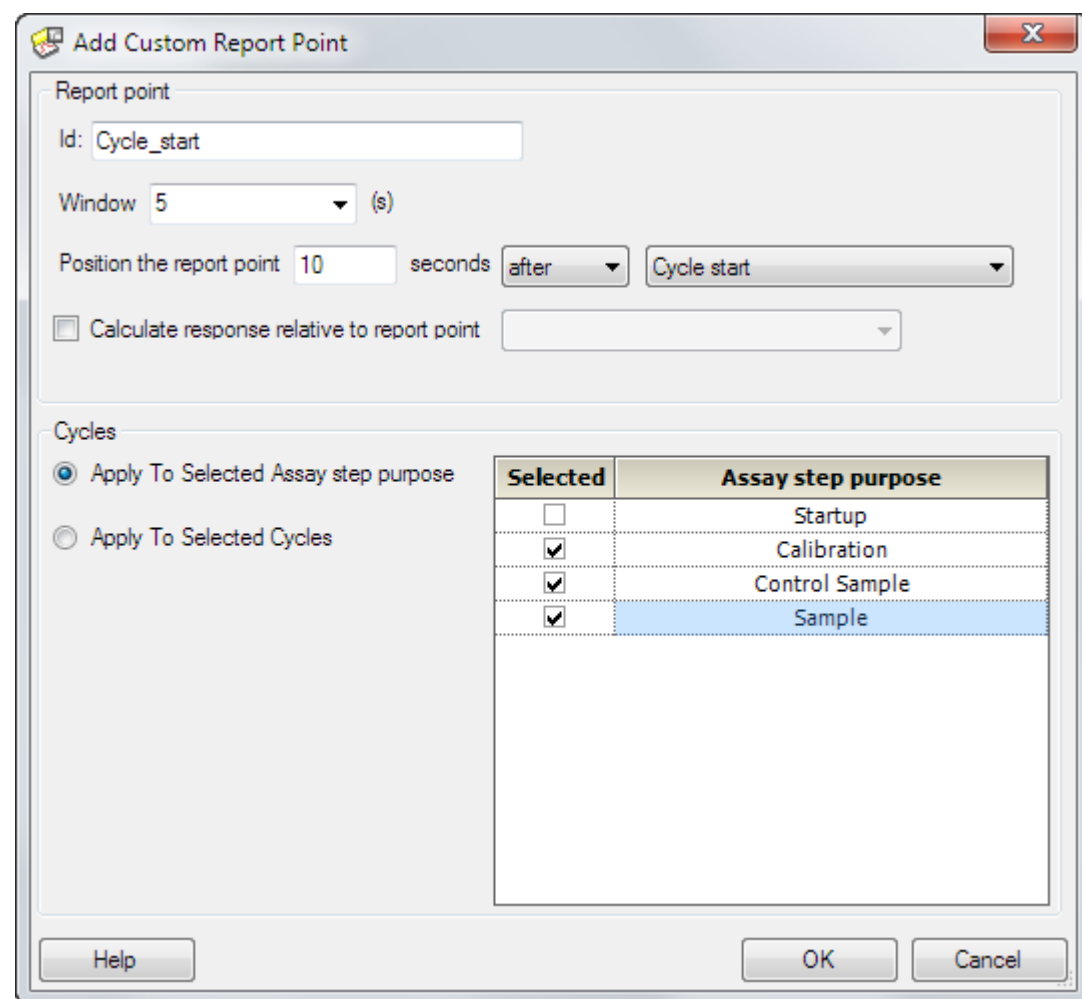 Add Custom Report Point
Report point
Id: Cycle_start
Window 5 (s)
Position the report point 10 seconds after Cycle start
Calculate response relative to report point
Cycles
Apply To Selected Assay step purpose
Apply To Selected Cycles
Selected Assay step purpose
Startup
Calibration
Control Sample
Sample
Help OK Cancel